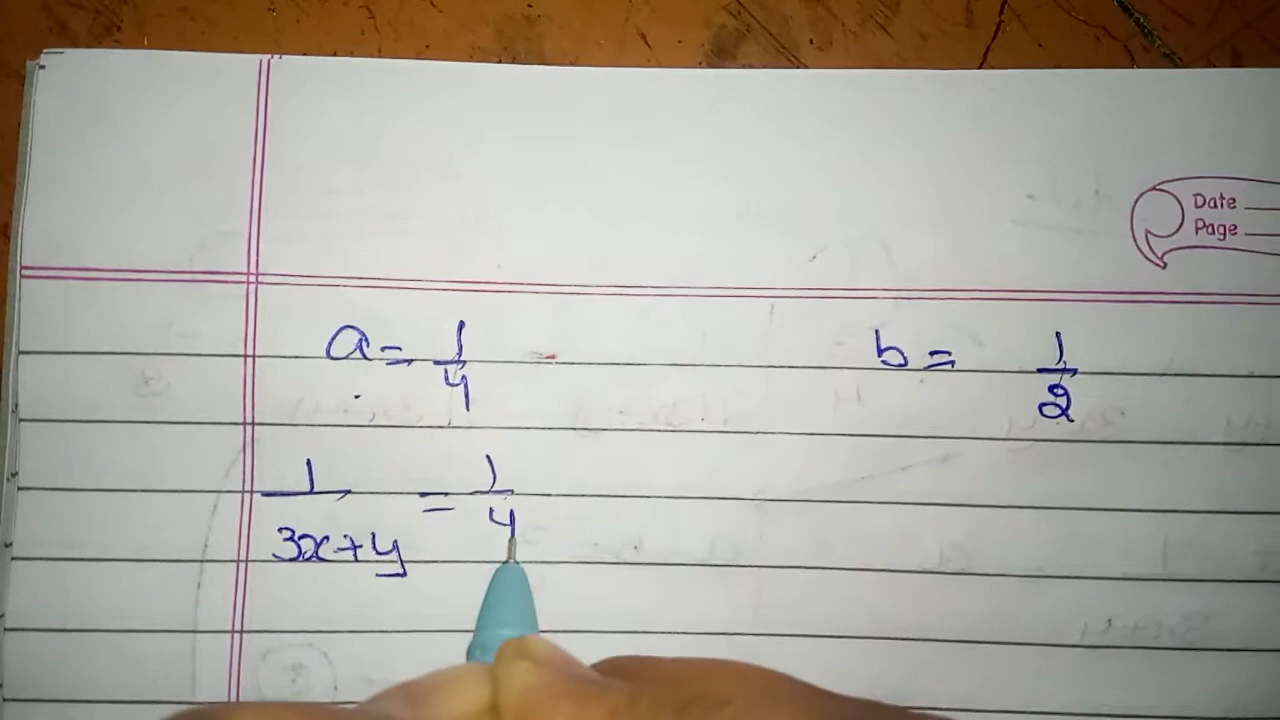 Date
Page
a = 1/4    b = 1/2
1/(3x+y) = 1/4